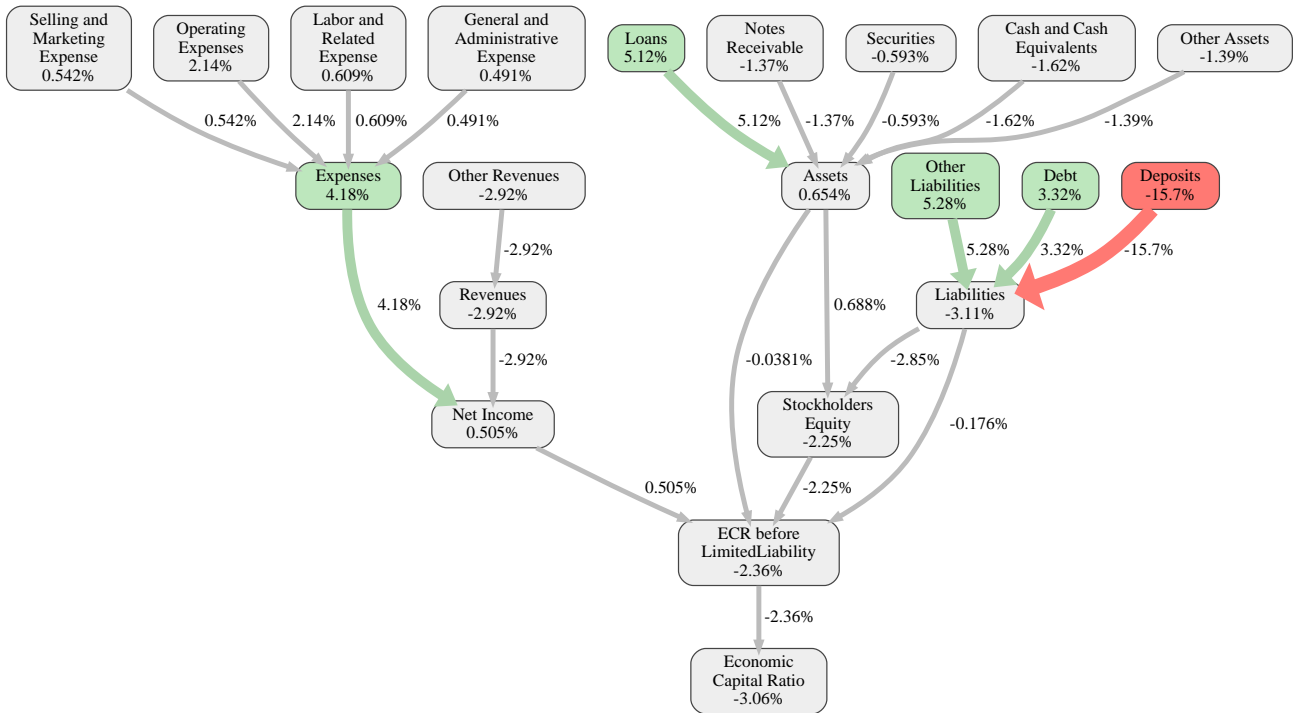 Selling and
Marketing
Expense
0.542%
Operating
Expenses
2.14%
Labor and
Related
Expense
0.609%
General and
Administrative
Expense
0.491%
Loans
5.12%
Notes
Receivable
-1.37%
Securities
-0.593%
Cash and Cash
Equivalents
-1.62%
Other Assets
-1.39%
0.542%
2.14%
0.609%
0.491%
5.12%
-1.37%
-0.593%
-1.62%
-1.39%
Expenses
4.18%
Other Revenues
-2.92%
Assets
0.654%
Other
Liabilities
5.28%
Debt
3.32%
Deposits
-15.7%
-2.92%
5.28%
3.32%
-15.7%
4.18%
Revenues
-2.92%
0.688%
Liabilities
-3.11%
-2.92%
-0.0381%
-2.85%
Net Income
0.505%
Stockholders
Equity
-2.25%
-0.176%
0.505%
-2.25%
ECR before
LimitedLiability
-2.36%
-2.36%
Economic
Capital Ratio
-3.06%